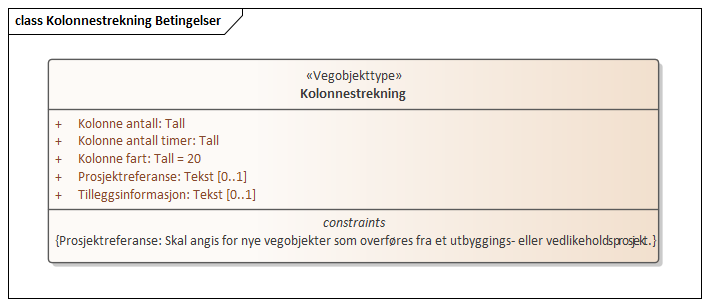 class Kolonnestrekning Betingelser
«Vegobjekttype»
Kolonnestrekning
+ Kolonne antall: Tall
+ Kolonne antall timer: Tall
+ Kolonne fart: Tall = 20
+ Prosjektreferanse: Tekst [0..1]
+ Tilleggsinformasjon: Tekst [0..1]
constraints
{Prosjektreferanse: Skal angis for nye vegobjekter som overføres fra et utbyggings- eller vedlikeholdsprosjekt.}